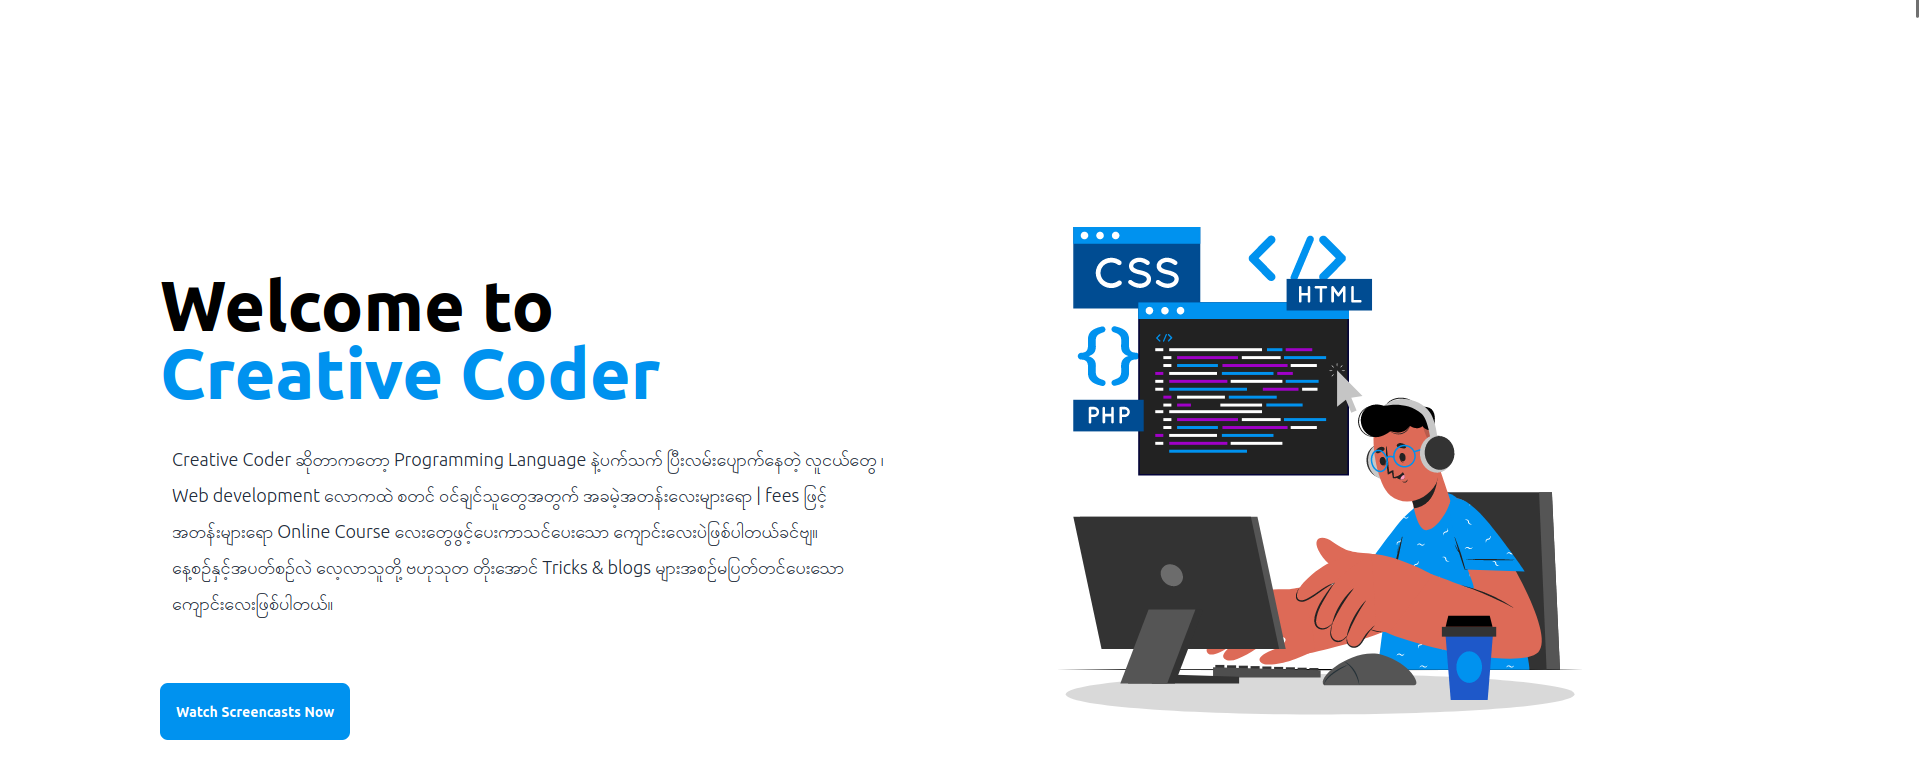 Welcome to
Creative Coder
Creative Coder ဆိုတာကတော့ Programming Language နဲ့ပက်သက် ပြီးလမ်းပျောက်နေတဲ့ လူငယ်တွေ ၊
Web development လောကထဲ စတင် ဝင်ချင်သူတွေအတွက် အခမဲ့အတန်းလေးများရော | fees ဖြင့်
အတန်းများရော Online Course လေးတွေဖွင့်ပေးကာသင်ပေးသော ကျောင်းလေးပဲဖြစ်ပါတယ်ခင်ဗျ။
နေ့စဉ်နှင့်အပတ်စဉ်လဲ လေ့လာသူတို့ ဗဟုသုတ တိုးအောင် Tricks & blogs များအစဉ်မပြတ်တင်ပေးသော
ကျောင်းလေးဖြစ်ပါတယ်။
Watch Screencasts Now
CSS
</>
HTML
{}
PHP
</>